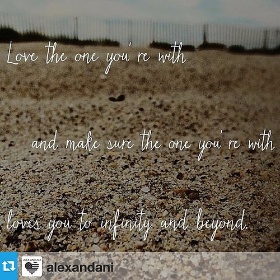 Love the one you're with
and make sure the one you're with
loves you to infinity and beyond.
alexandani